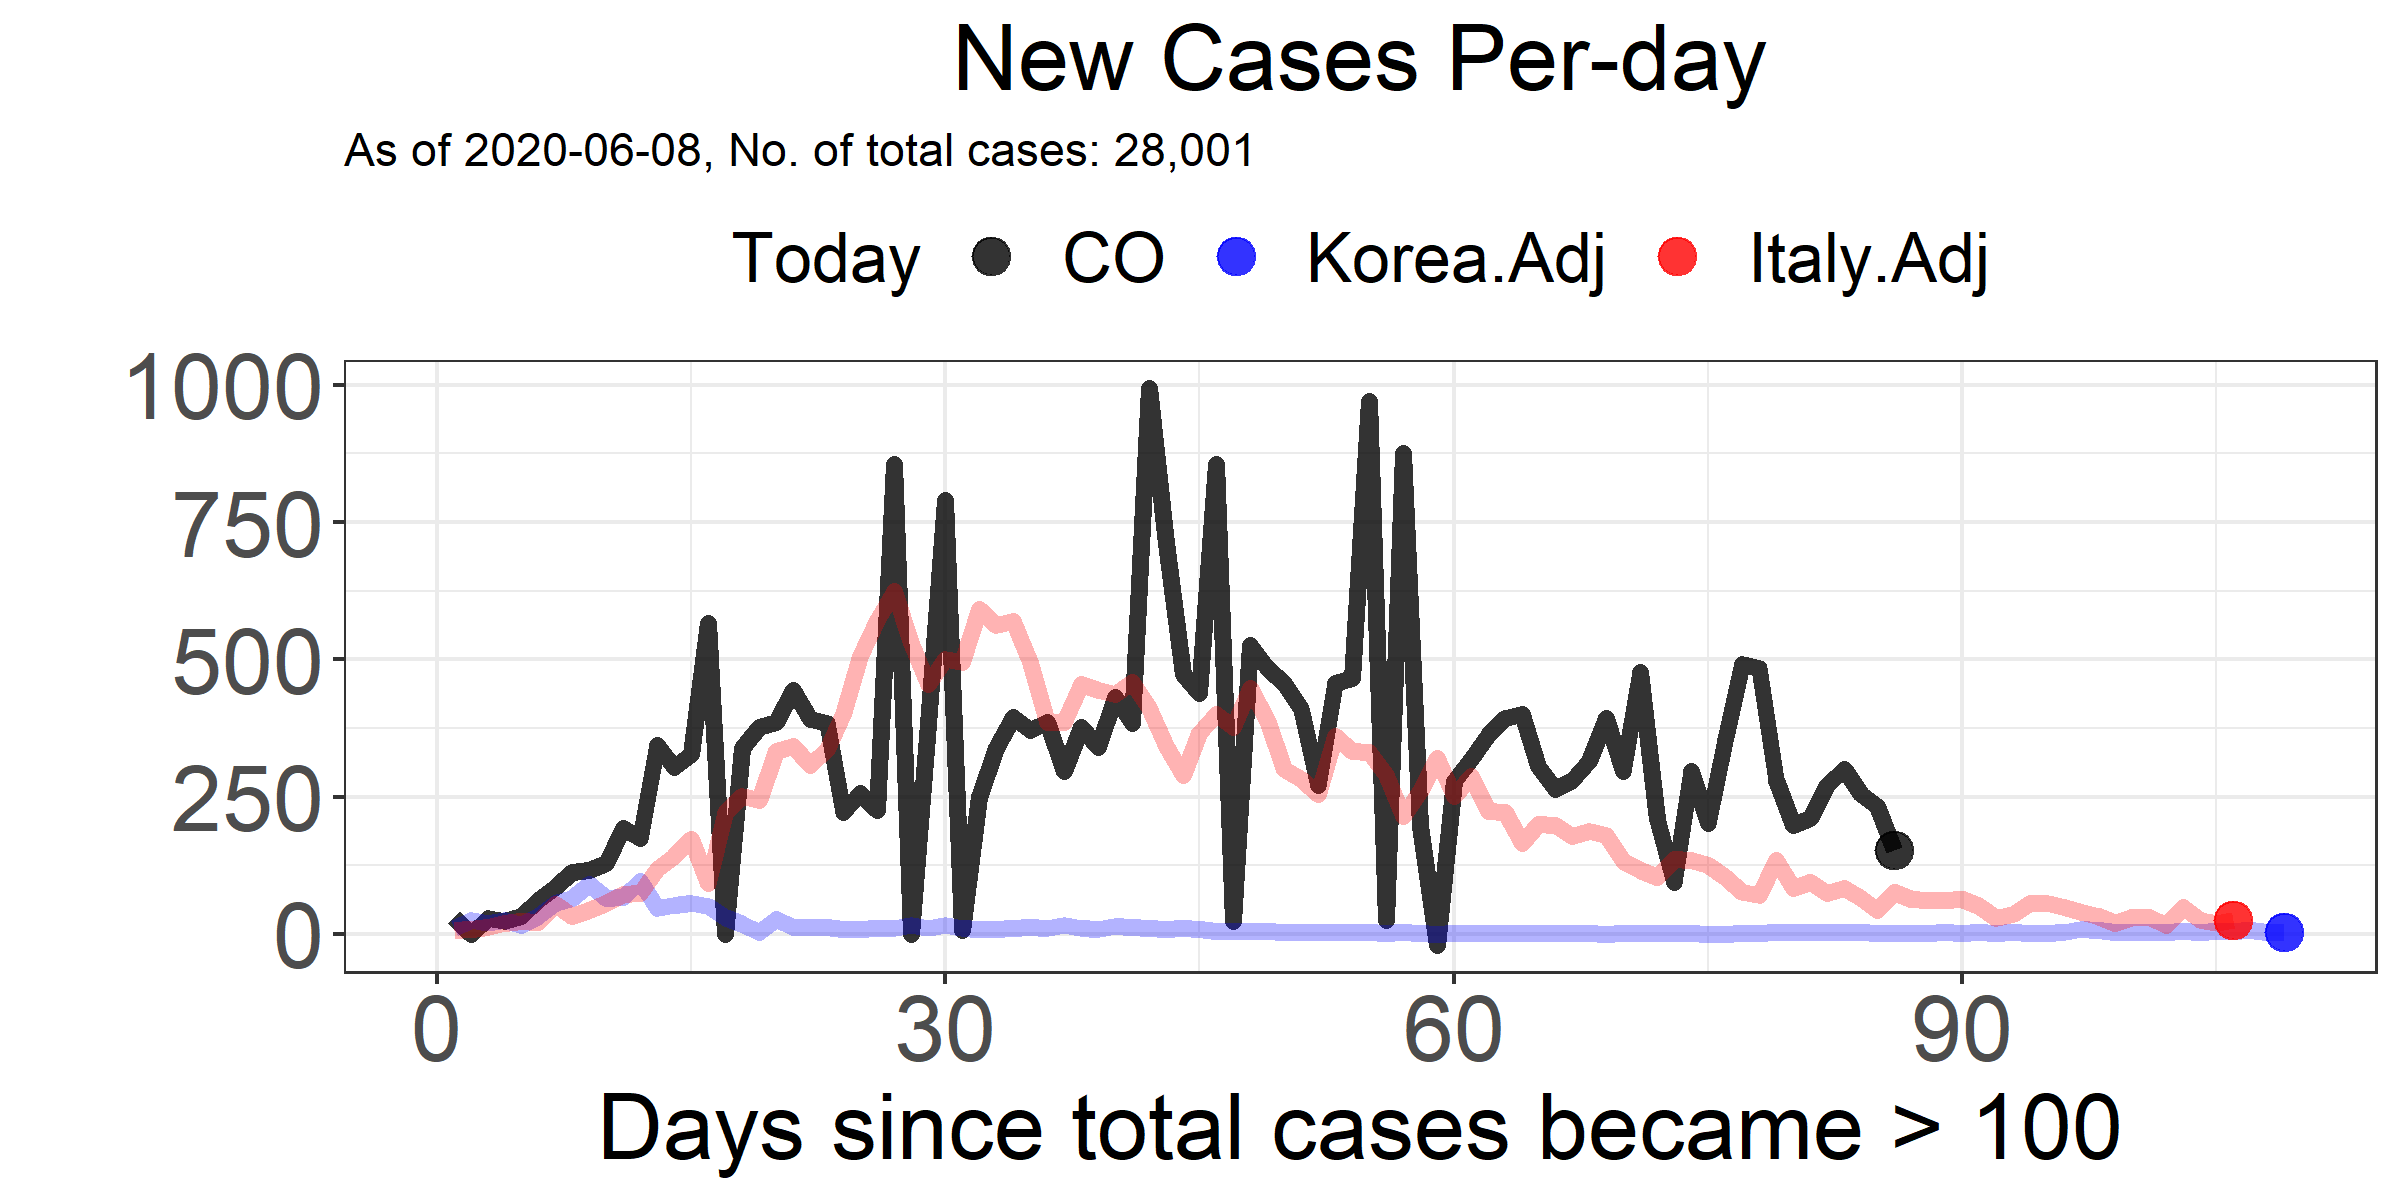 New Cases Per-day
As of 2020-06-08, No. of total cases: 28,001
Today CO Korea.Adj Italy.Adj
1000
750
500
250
0
0 30 60 90
Days since total cases became > 100